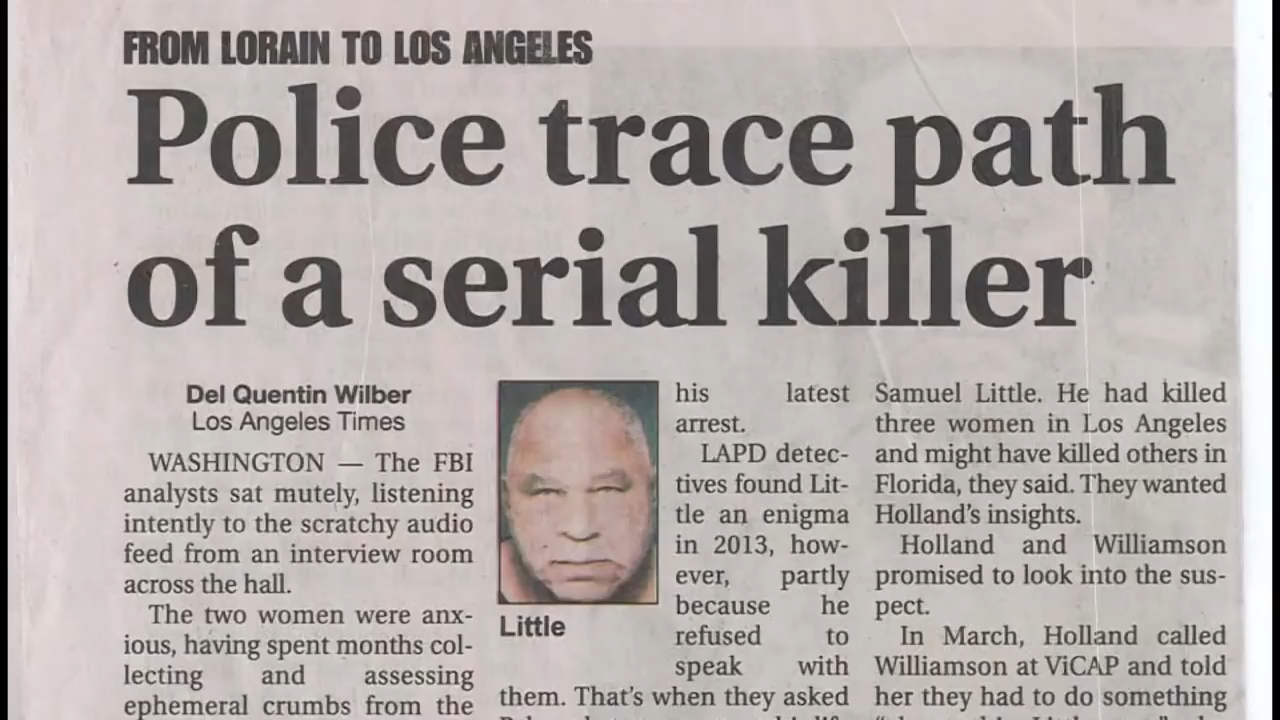 FROM LORAIN TO LOS ANGELES
Police trace path
of a serial killer
Del Quentin Wilber
Los Angeles Times
WASHINGTON — The FBI
analysts sat mutely, listening
intently to the scratchy audio
feed from an interview room
across the hall.
The two women were anx-
ious, having spent months col-
lecting and assessing
ephemeral crumbs from the
Little
his latest
arrest.
LAPD detec-
tives found Lit-
tle an enigma
in 2013, how-
ever, partly
because he
refused to
speak with
them. That's when they asked
Samuel Little. He had killed
three women in Los Angeles
and might have killed others in
Florida, they said. They wanted
Holland's insights.
Holland and Williamson
promised to look into the sus-
pect.
In March, Holland called
Williamson at ViCAP and told
her they had to do something